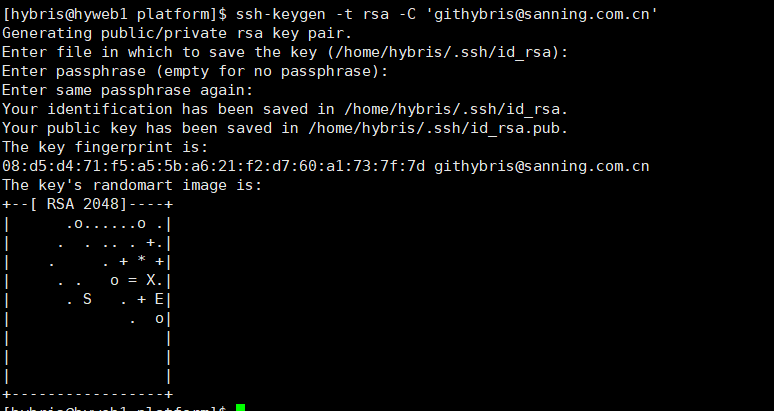 [hybris@hyweb1 platform]$ ssh-keygen -t rsa -C 'githybris@sanning.com.cn'
Generating public/private rsa key pair.
Enter file in which to save the key (/home/hybris/.ssh/id_rsa):
Enter passphrase (empty for no passphrase):
Enter same passphrase again:
Your identification has been saved in /home/hybris/.ssh/id_rsa.
Your public key has been saved in /home/hybris/.ssh/id_rsa.pub.
The key fingerprint is:
08:d5:d4:71:f5:a5:5b:a6:21:f2:d7:60:a1:73:7f:7d githybris@sanning.com.cn
The key's randomart image is:
+--[ RSA 2048]----+
|      .o......o .|
|     .  . .. . +.|
|    .     . + * +|
|     . .   o = X.|
|      . S   . + E|
|             .  o|
|                 |
|                 |
|                 |
+-----------------+
[hybris@hyweb1 platform]$